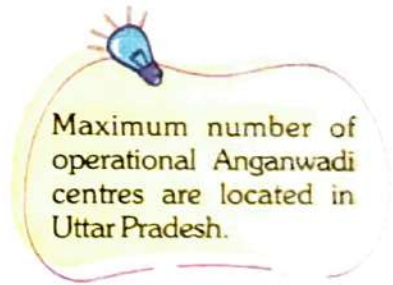 Maximum number of
operational Anganwadi
centres are located in
Uttar Pradesh.